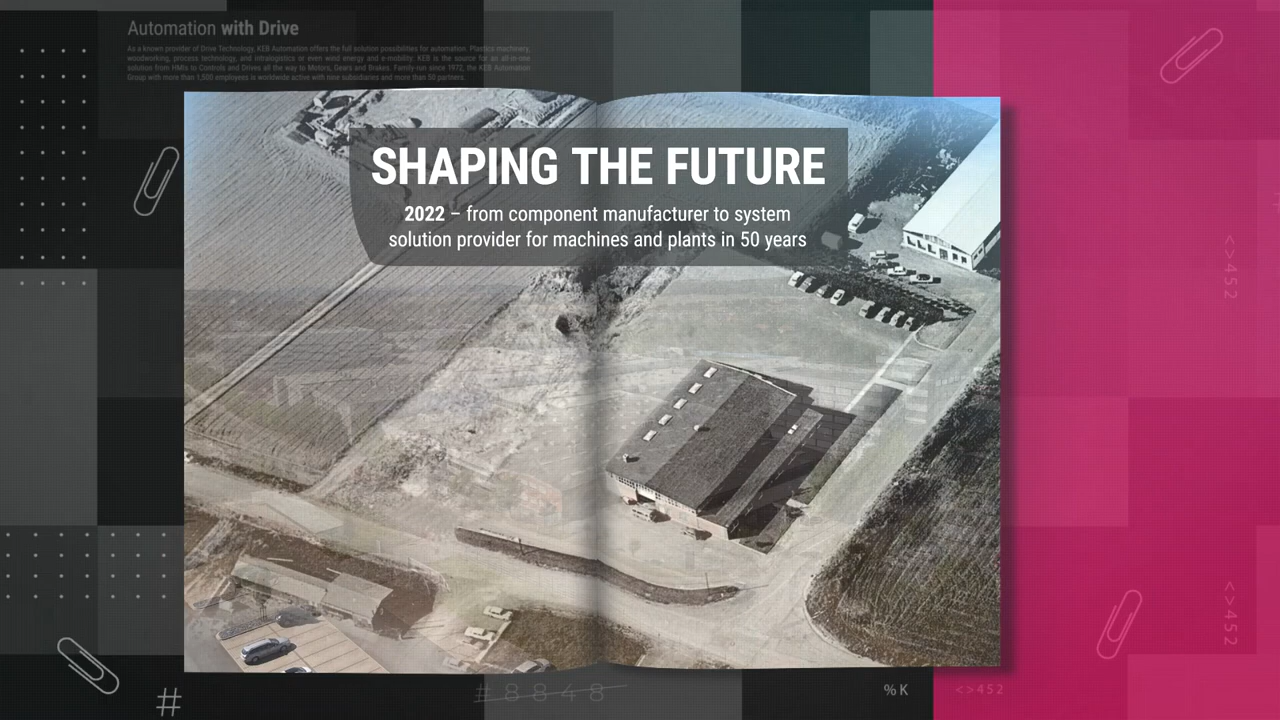 Automation with Drive
As a known provider of Drive Technology, KEB Automation offers the full solution possibilities for automation. Plastics machinery,
woodworking, process technology, and intralogistics or even wind energy and e-mobility: KEB is the source for an all-in-one
solution from HMIs to Controls and Drives all the way to Motors, Gears and Brakes. Family-run since 1972, the KEB Automation
Group with more than 1,500 employees is worldwide active with nine subsidiaries and more than 50 partners.
SHAPING THE FUTURE
2022 – from component manufacturer to system
solution provider for machines and plants in 50 years
<>452
<>452
#
#8848
%K
<>452